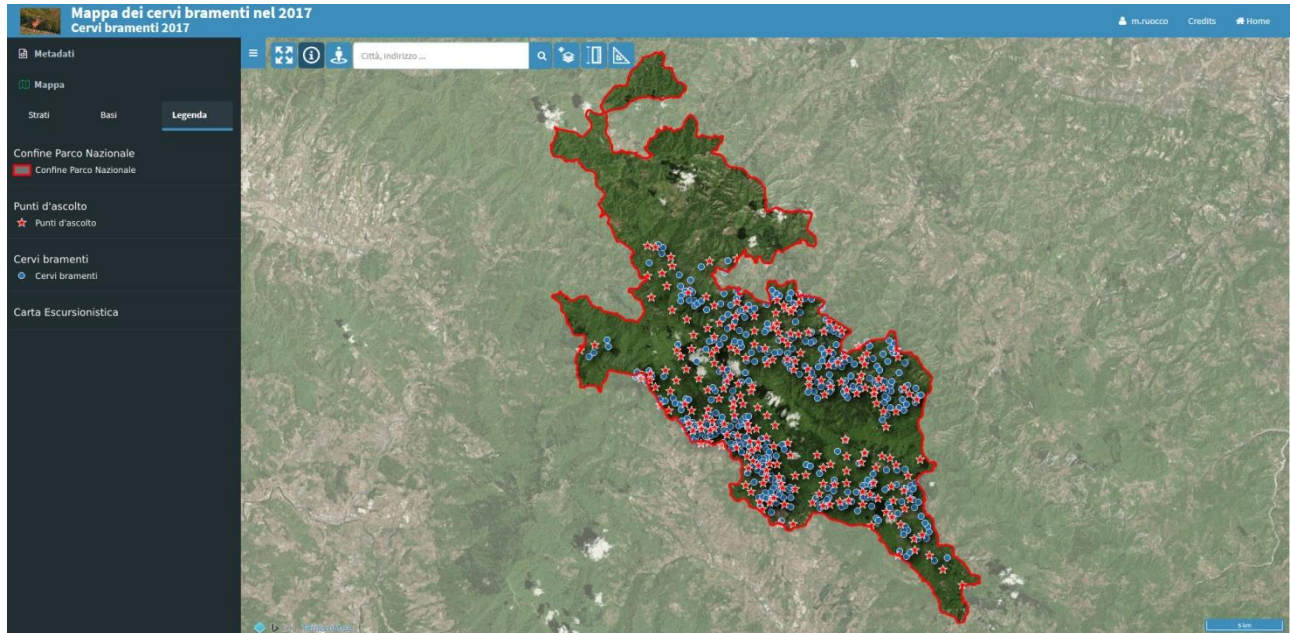 Mappa dei cervi bramenti nel 2017
Cervi bramenti 2017
m.ruocco Credits Home
Metadati
Mappa
Strati Basi Legenda
Confine Parco Nazionale
Confine Parco Nazionale
Punti d'ascolto
Punti d'ascolto
Cervi bramenti
Cervi bramenti
Carta Escursionistica
Città, indirizzo ...
5 km